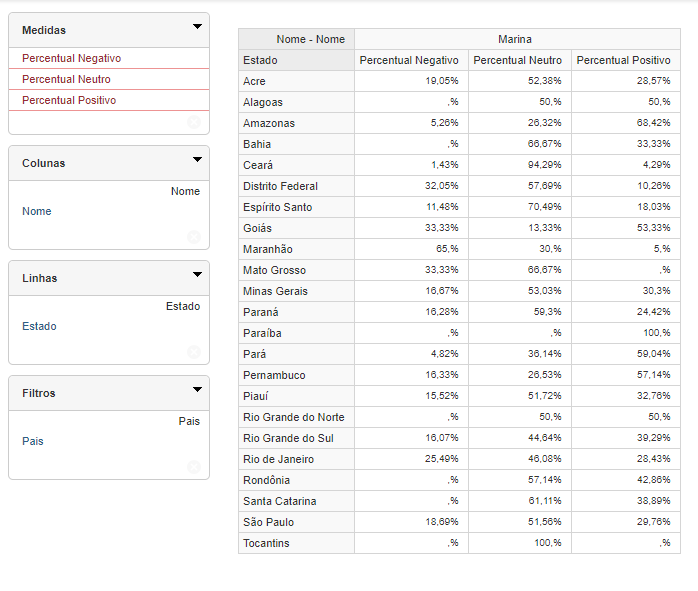 Medidas
Percentual Negativo
Percentual Neutro
Percentual Positivo
Colunas
Nome
Nome
Linhas
Estado
Estado
Filtros
Pais
Pais
Nome - Nome Marina
Estado Percentual Negativo Percentual Neutro Percentual Positivo
Acre 19,05% 52,38% 28,57%
Alagoas ,% 50,% 50,%
Amazonas 5,26% 26,32% 68,42%
Bahia ,% 66,67% 33,33%
Ceará 1,43% 94,29% 4,29%
Distrito Federal 32,05% 57,69% 10,26%
Espírito Santo 11,48% 70,49% 18,03%
Goiás 33,33% 13,33% 53,33%
Maranhão 65,% 30,% 5,%
Mato Grosso 33,33% 66,67% ,%
Minas Gerais 16,67% 53,03% 30,3%
Paraná 16,28% 59,3% 24,42%
Paraíba ,% ,% 100,%
Pará 4,82% 36,14% 59,04%
Pernambuco 16,33% 26,53% 57,14%
Piauí 15,52% 51,72% 32,76%
Rio Grande do Norte ,% 50,% 50,%
Rio Grande do Sul 16,07% 44,64% 39,29%
Rio de Janeiro 25,49% 46,08% 28,43%
Rondônia ,% 57,14% 42,86%
Santa Catarina ,% 61,11% 38,89%
São Paulo 18,69% 51,56% 29,76%
Tocantins ,% 100,% ,%